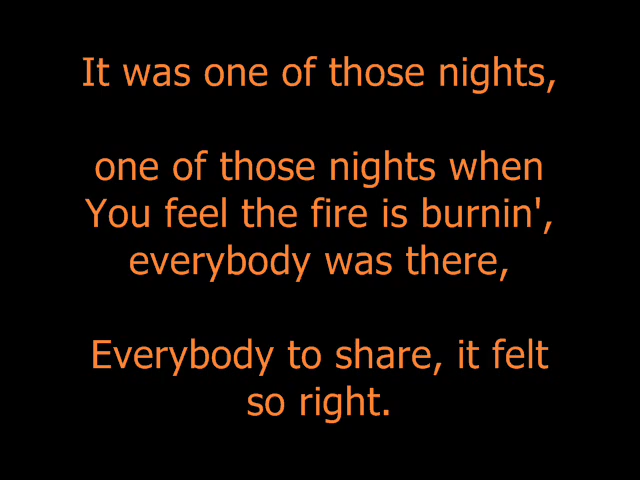 It was one of those nights,
one of those nights when
You feel the fire is burnin',
everybody was there,
Everybody to share, it felt
so right.